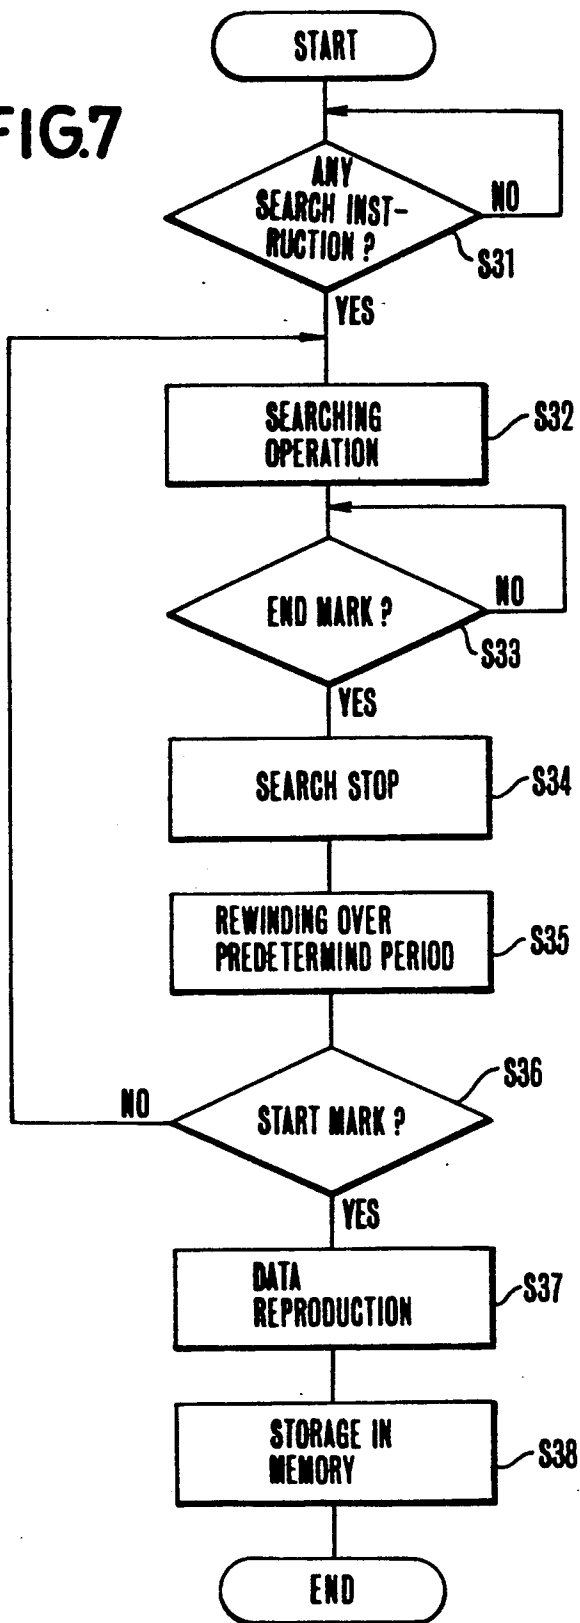 START
FIG.7
ANY
SEARCH INST-
RUCTION ?
NO
S31
YES
SEARCHING
OPERATION
S32
END MARK ?
NO
S33
YES
SEARCH STOP
S34
REWINDING OVER
PREDETERMIND PERIOD
S35
S36
NO
START MARK ?
YES
DATA
REPRODUCTION
S37
STORAGE IN
MEMORY
S38
END